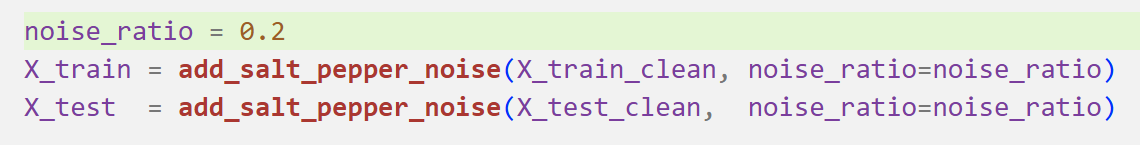 noise_ratio = 0.2
X_train = add_salt_pepper_noise(X_train_clean, noise_ratio=noise_ratio)
X_test  = add_salt_pepper_noise(X_test_clean,  noise_ratio=noise_ratio)